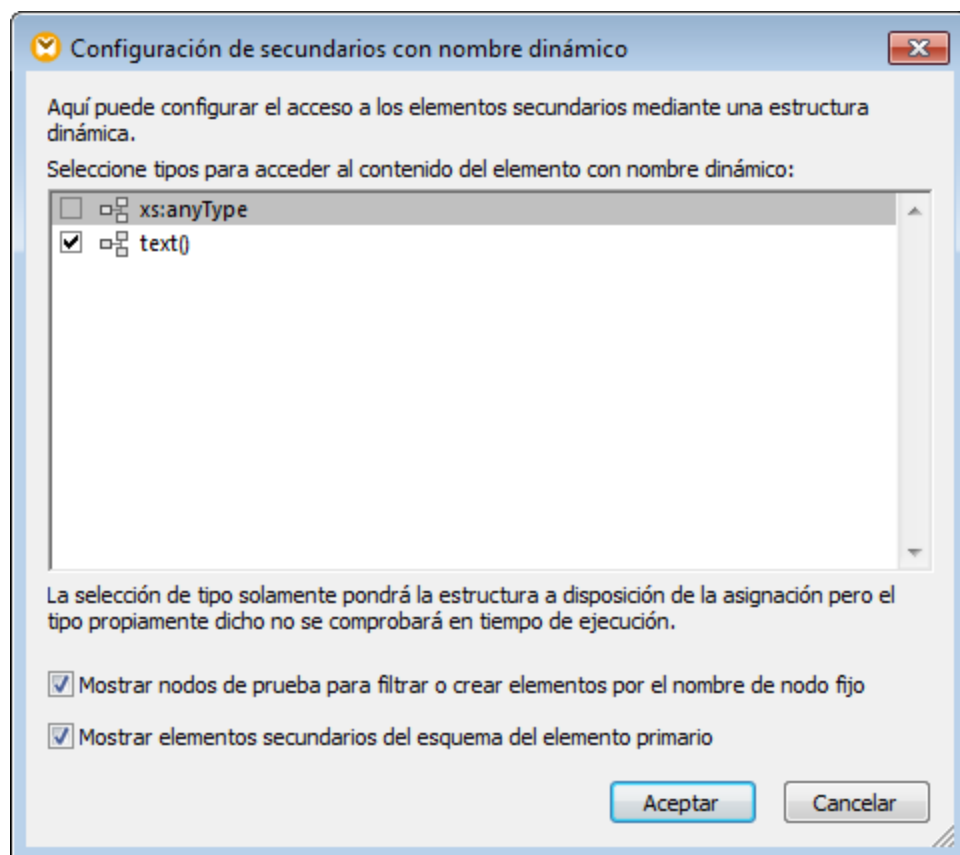 Configuración de secundarios con nombre dinámico
Aquí puede configurar el acceso a los elementos secundarios mediante una estructura
dinámica.
Seleccione tipos para acceder al contenido del elemento con nombre dinámico:
xs:anyType
text()
La selección de tipo solamente pondrá la estructura a disposición de la asignación pero el
tipo propiamente dicho no se comprobará en tiempo de ejecución.
Mostrar nodos de prueba para filtrar o crear elementos por el nombre de nodo fijo
Mostrar elementos secundarios del esquema del elemento primario
Aceptar Cancelar